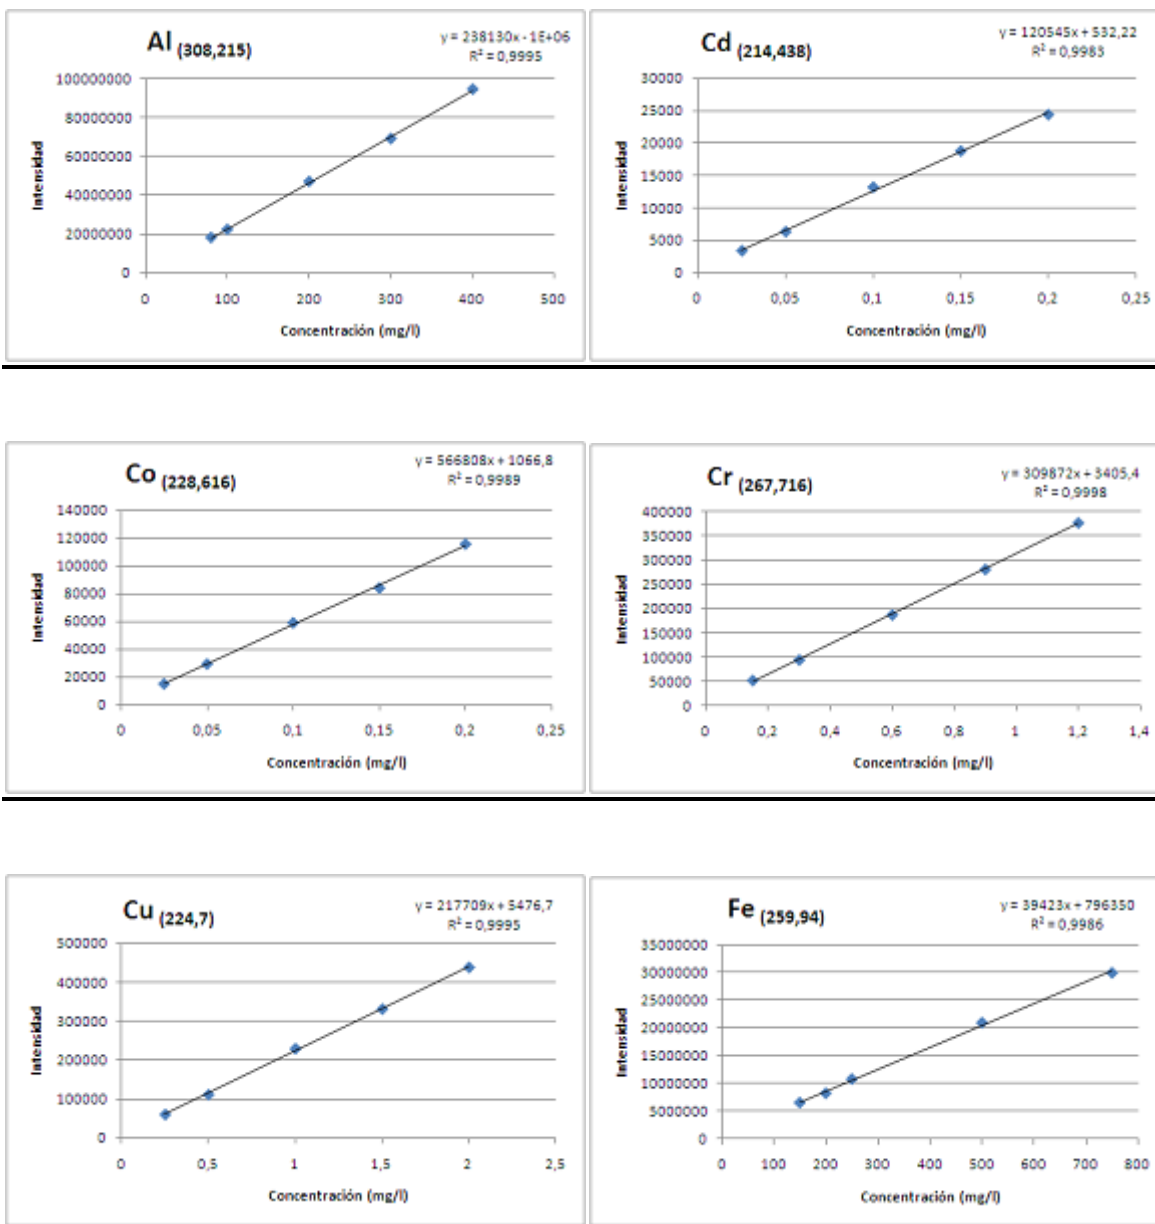 Al (308,215)
y = 238130x - 1E+06
R² = 0,9995
100000000
80000000
60000000
40000000
20000000
0
Intensidad
0 100 200 300 400 500
Concentración (mg/l)
Cd (214,438)
y = 120545x + 532,22
R² = 0,9983
30000
25000
20000
15000
10000
5000
0
Intensidad
0 0,05 0,1 0,15 0,2 0,25
Concentración (mg/l)
Co (228,616)
y = 566808x + 1066,8
R² = 0,9989
140000
120000
100000
80000
60000
40000
20000
0
Intensidad
0 0,05 0,1 0,15 0,2 0,25
Concentración (mg/l)
Cr (267,716)
y = 309872x + 3405,4
R² = 0,9998
400000
350000
300000
250000
200000
150000
100000
50000
0
Intensidad
0 0,2 0,4 0,6 0,8 1 1,2 1,4
Concentración (mg/l)
Cu (224,7)
y = 217709x + 5476,7
R² = 0,9995
500000
400000
300000
200000
100000
0
Intensidad
0 0,5 1 1,5 2 2,5
Concentración (mg/l)
Fe (259,94)
y = 39423x + 796350
R² = 0,9986
35000000
30000000
25000000
20000000
15000000
10000000
5000000
0
Intensidad
0 100 200 300 400 500 600 700 800
Concentración (mg/l)